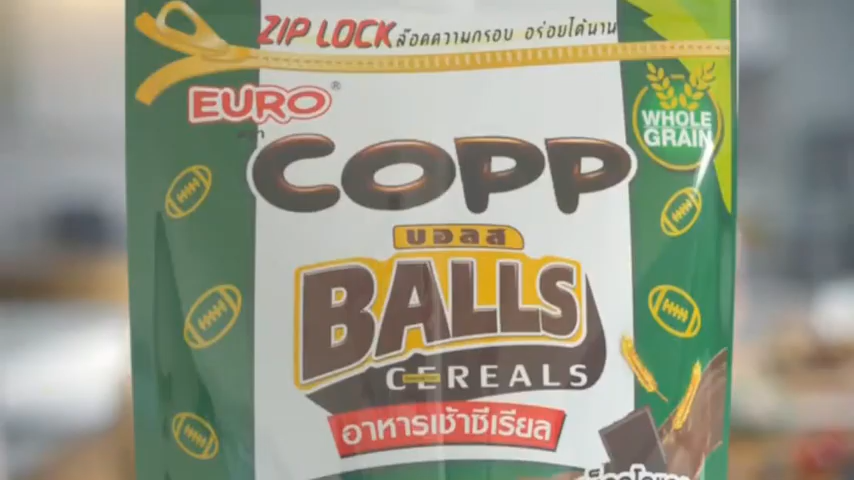 ZIP LOCK ล๊อคความกรอบ อร่อยได้นาน
EURO®
WHOLE
GRAIN
COPP
บอลส
BALLS
CEREALS
อาหารเช้าซีเรียล